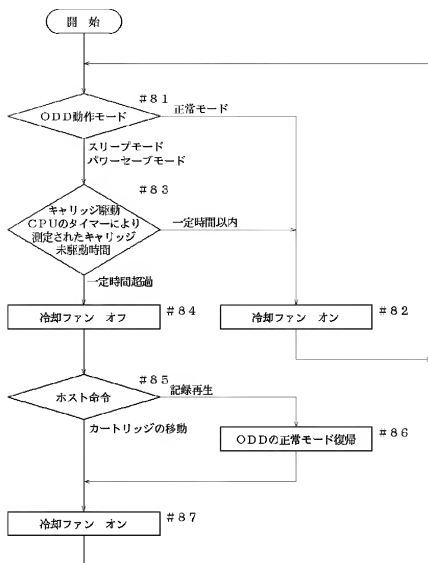 開 始
#81
ODD動作モード
正常モード
スリープモード
パワーセーブモード
#83
キャリッジ駆動
CPUのタイマーにより
測定されたキャリッジ
未駆動時間
一定時間以内
一定時間超過
冷却ファン オフ
#84
冷却ファン オン
#82
#85
ホスト命令
記録再生
カートリッジの移動
ODDの正常モード復帰
#86
冷却ファン オン
#87